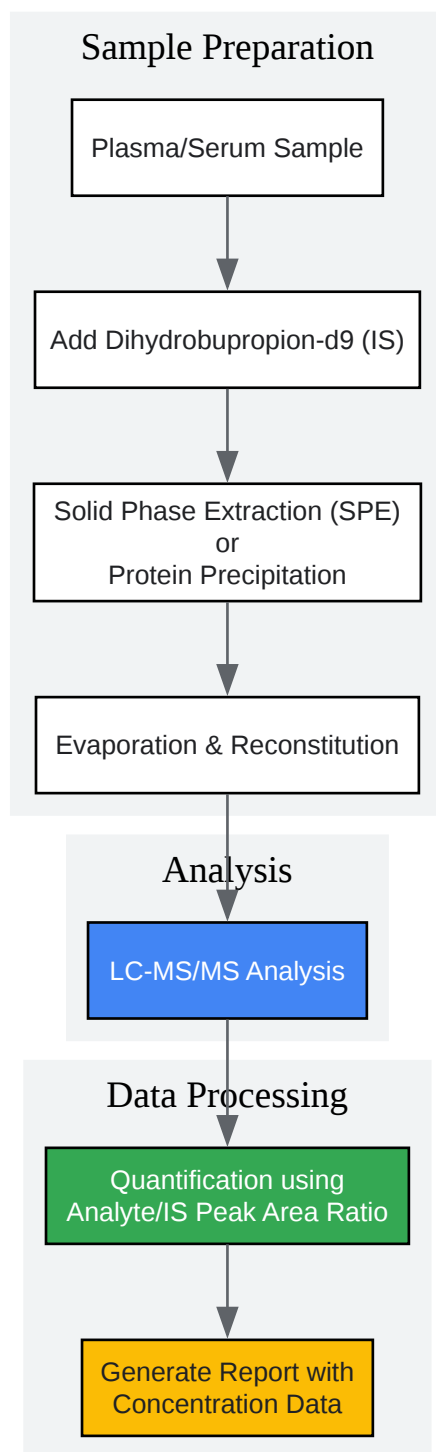 Sample Preparation
Plasma/Serum Sample
Add Dihydrobupropion-d9 (IS)
Solid Phase Extraction (SPE)
or
Protein Precipitation
Evaporation & Reconstitution
Analysis
LC-MS/MS Analysis
Data Processing
Quantification using
Analyte/IS Peak Area Ratio
Generate Report with
Concentration Data